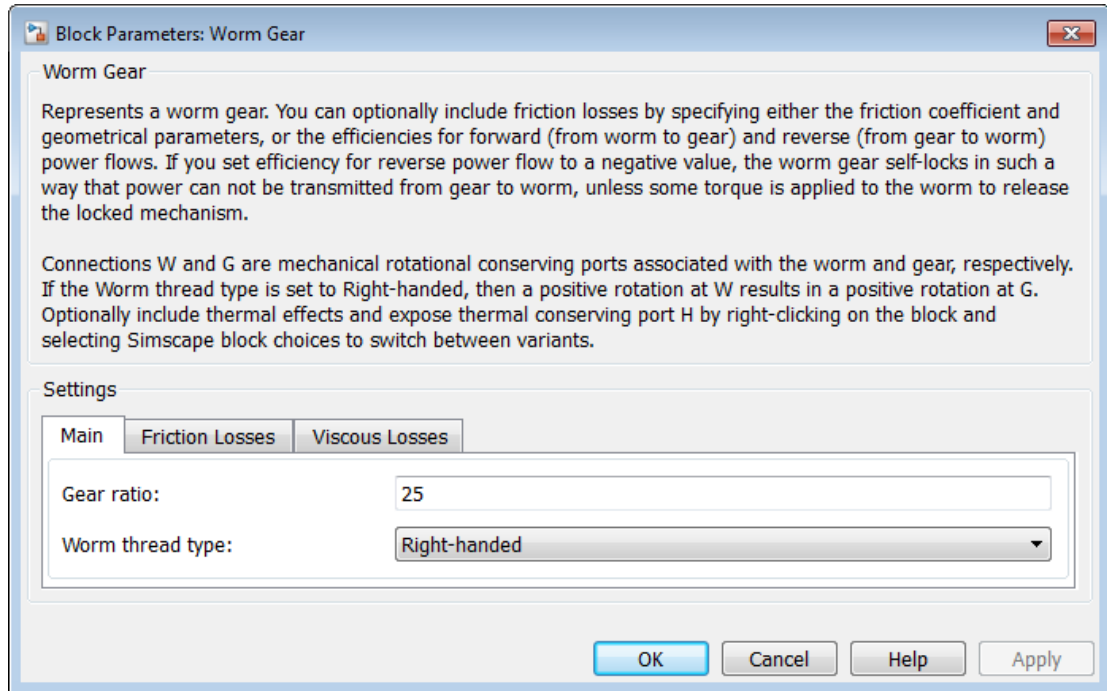 Block Parameters: Worm Gear
Worm Gear
Represents a worm gear. You can optionally include friction losses by specifying either the friction coefficient and
geometrical parameters, or the efficiencies for forward (from worm to gear) and reverse (from gear to worm)
power flows. If you set efficiency for reverse power flow to a negative value, the worm gear self-locks in such a
way that power can not be transmitted from gear to worm, unless some torque is applied to the worm to release
the locked mechanism.
Connections W and G are mechanical rotational conserving ports associated with the worm and gear, respectively.
If the Worm thread type is set to Right-handed, then a positive rotation at W results in a positive rotation at G.
Optionally include thermal effects and expose thermal conserving port H by right-clicking on the block and
selecting Simscape block choices to switch between variants.
Settings
Main Friction Losses Viscous Losses
Gear ratio: 25
Worm thread type: Right-handed
OK Cancel Help Apply